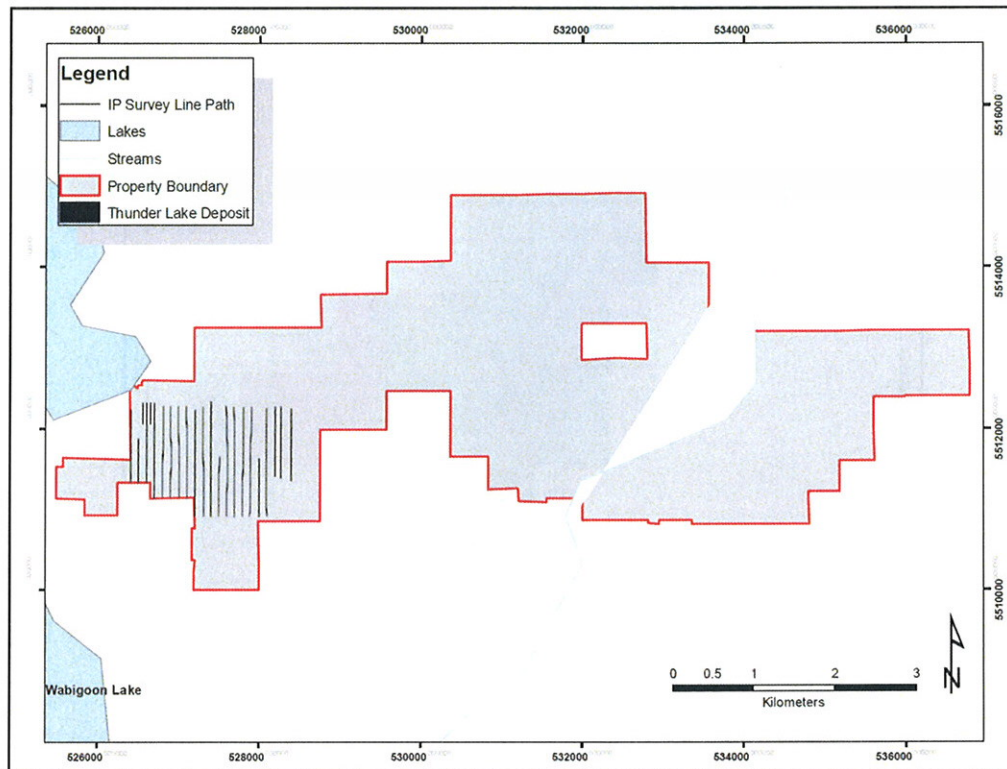 526000 528000 530000 532000 534000 536000
Legend
IP Survey Line Path
Lakes
Streams
Property Boundary
Thunder Lake Deposit
5516000
5514000
5512000
5510000
Wabigoon Lake
0 0.5 1 2 3
Kilometers
N
526000 528000 530000 532000 534000 536000